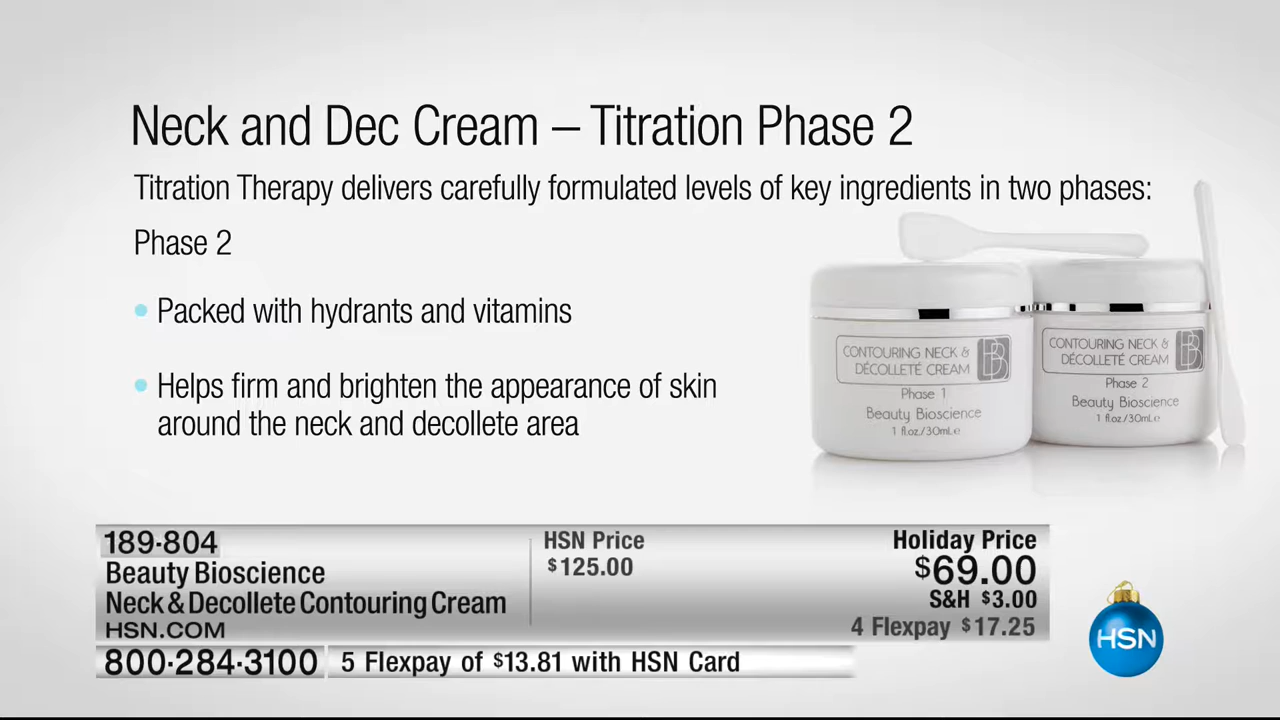 Neck and Dec Cream – Titration Phase 2
Titration Therapy delivers carefully formulated levels of key ingredients in two phases:
Phase 2
• Packed with hydrants and vitamins
• Helps firm and brighten the appearance of skin
around the neck and decollete area
CONTOURING NECK &
DÉCOLLETÉ CREAM
BB
Phase 1
Beauty Bioscience
1 fl.oz./30mL e
CONTOURING NECK &
DÉCOLLETÉ CREAM
BB
Phase 2
Beauty Bioscience
1 fl.oz./30mL e
189·804
Beauty Bioscience
Neck & Decollete Contouring Cream
HSN.COM
HSN Price
$125.00
Holiday Price
$69.00
S&H $3.00
4 Flexpay $17.25
800·284·3100
5 Flexpay of $13.81 with HSN Card
HSN